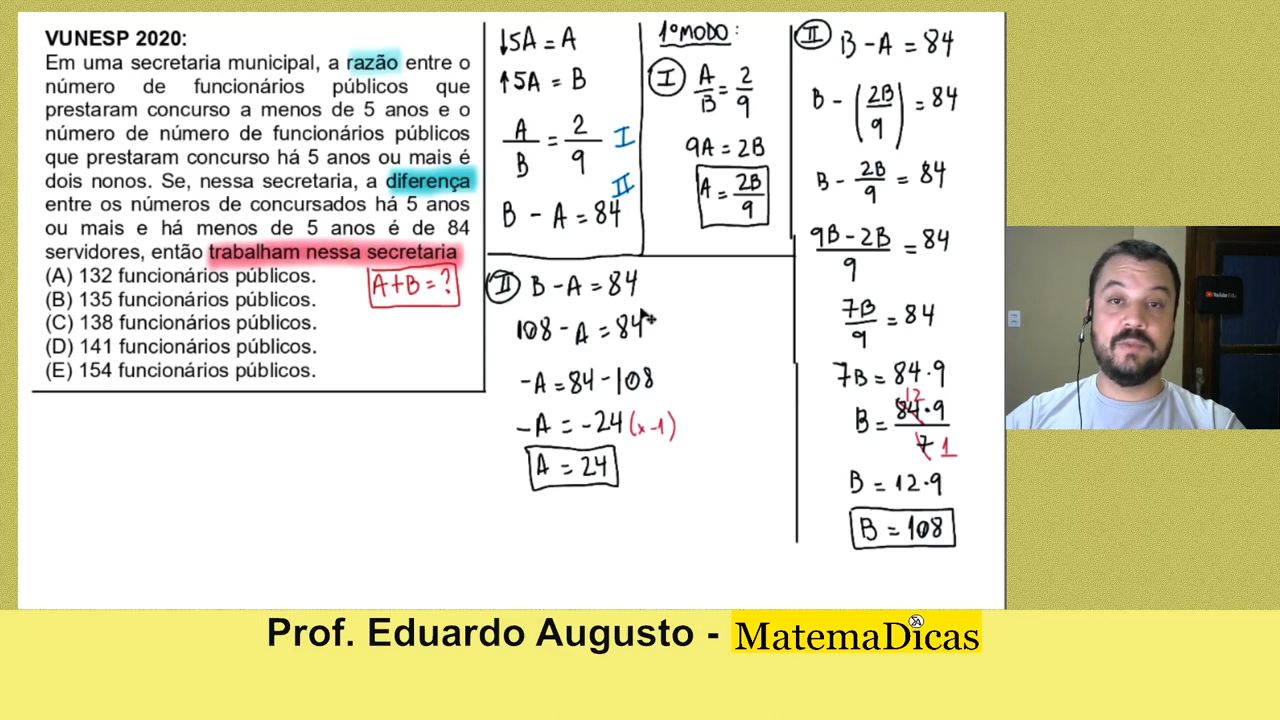 VUNESP 2020:
Em uma secretaria municipal, a razão entre o
número de funcionários públicos que
prestaram concurso a menos de 5 anos e o
número de número de funcionários públicos
que prestaram concurso há 5 anos ou mais é
dois nonos. Se, nessa secretaria, a diferença
entre os números de concursados há 5 anos
ou mais e há menos de 5 anos é de 84
servidores, então trabalham nessa secretaria
(A) 132 funcionários públicos.
(B) 135 funcionários públicos.
(C) 138 funcionários públicos.
(D) 141 funcionários públicos.
(E) 154 funcionários públicos.
A+B = ?
↓5A = A
↑5A = B
A/B = 2/9 I
II
B - A = 84
1º MODO:
I A/B = 2/9
9A = 2B
A = 2B/9
II B - A = 84
B - (2B/9) = 84
B - 2B/9 = 84
9B - 2B/9 = 84
7B/9 = 84
7B = 84·9
12
B = 84·9/7
1
B = 12·9
B = 108
II B - A = 84
108 - A = 84
-A = 84 - 108
-A = -24 (x-1)
A = 24
Prof. Eduardo Augusto - MatemaDicas